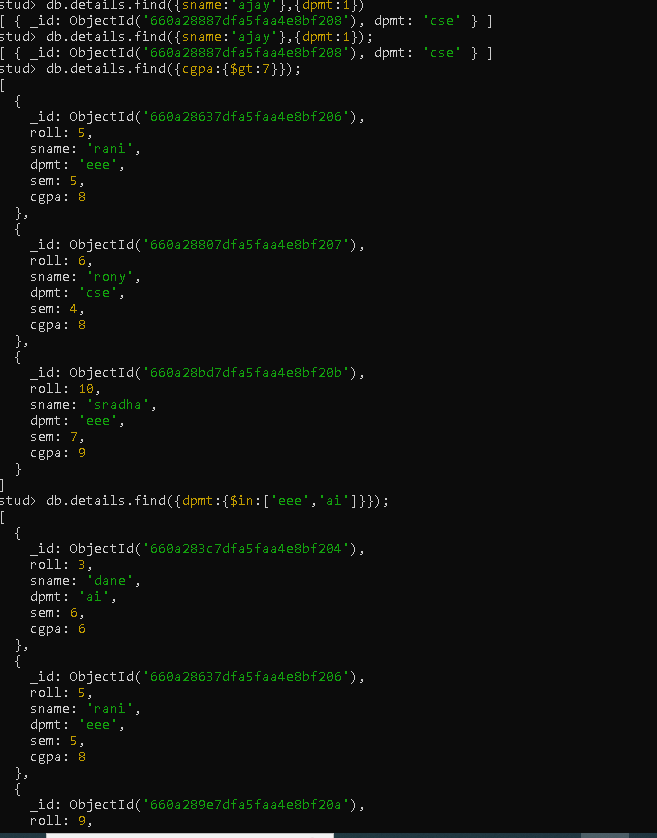 stud> db.details.find({sname:'ajay'},{dpmt:1})
[ { _id: ObjectId('660a28887dfa5faa4e8bf208'), dpmt: 'cse' } ]
stud> db.details.find({sname:'ajay'},{dpmt:1});
[ { _id: ObjectId('660a28887dfa5faa4e8bf208'), dpmt: 'cse' } ]
stud> db.details.find({cgpa:{$gt:7}});
[
  {
    _id: ObjectId('660a28637dfa5faa4e8bf206'),
    roll: 5,
    sname: 'rani',
    dpmt: 'eee',
    sem: 5,
    cgpa: 8
  },
  {
    _id: ObjectId('660a28807dfa5faa4e8bf207'),
    roll: 6,
    sname: 'rony',
    dpmt: 'cse',
    sem: 4,
    cgpa: 8
  },
  {
    _id: ObjectId('660a28bd7dfa5faa4e8bf20b'),
    roll: 10,
    sname: 'sradha',
    dpmt: 'eee',
    sem: 7,
    cgpa: 9
  }
]
stud> db.details.find({dpmt:{$in:['eee','ai']}});
[
  {
    _id: ObjectId('660a283c7dfa5faa4e8bf204'),
    roll: 3,
    sname: 'dane',
    dpmt: 'ai',
    sem: 6,
    cgpa: 6
  },
  {
    _id: ObjectId('660a28637dfa5faa4e8bf206'),
    roll: 5,
    sname: 'rani',
    dpmt: 'eee',
    sem: 5,
    cgpa: 8
  },
  {
    _id: ObjectId('660a289e7dfa5faa4e8bf20a'),
    roll: 9,